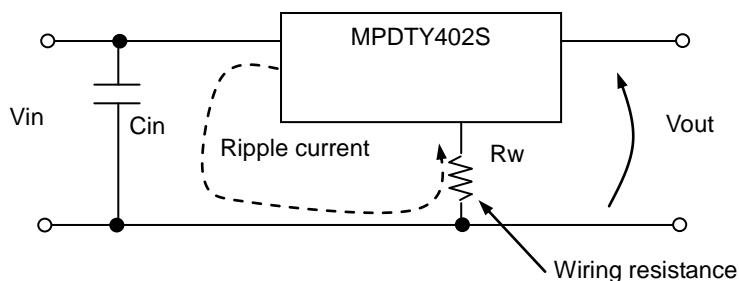 MPDTY402S
Vin
Cin
Ripple current
Rw
Vout
Wiring resistance